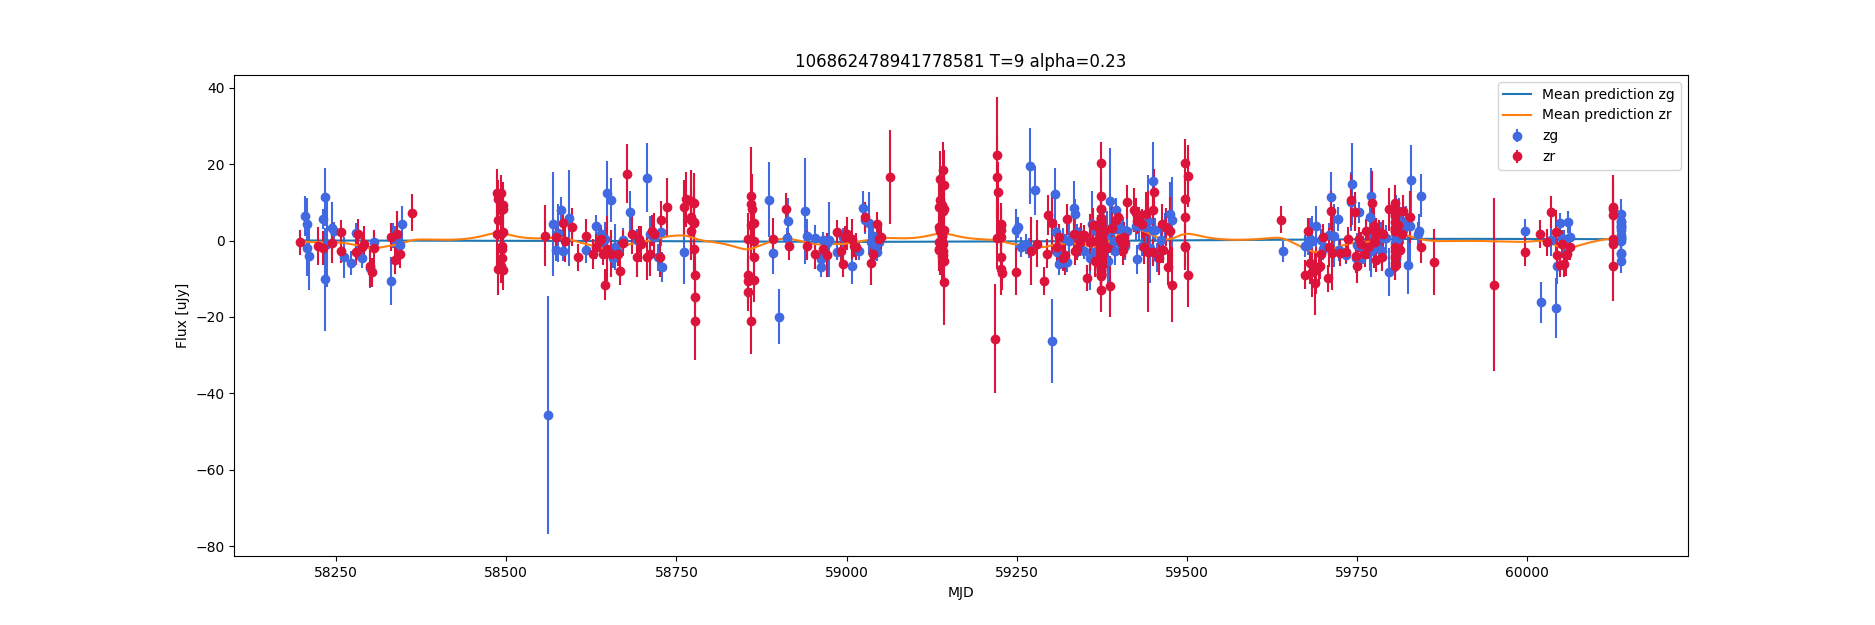 106862478941778581 T=9 alpha=0.23
Flux [uJy]
40
20
0
−20
−40
−60
−80
Mean prediction zg
Mean prediction zr
zg
zr
58250 58500 58750 59000 59250 59500 59750 60000
MJD